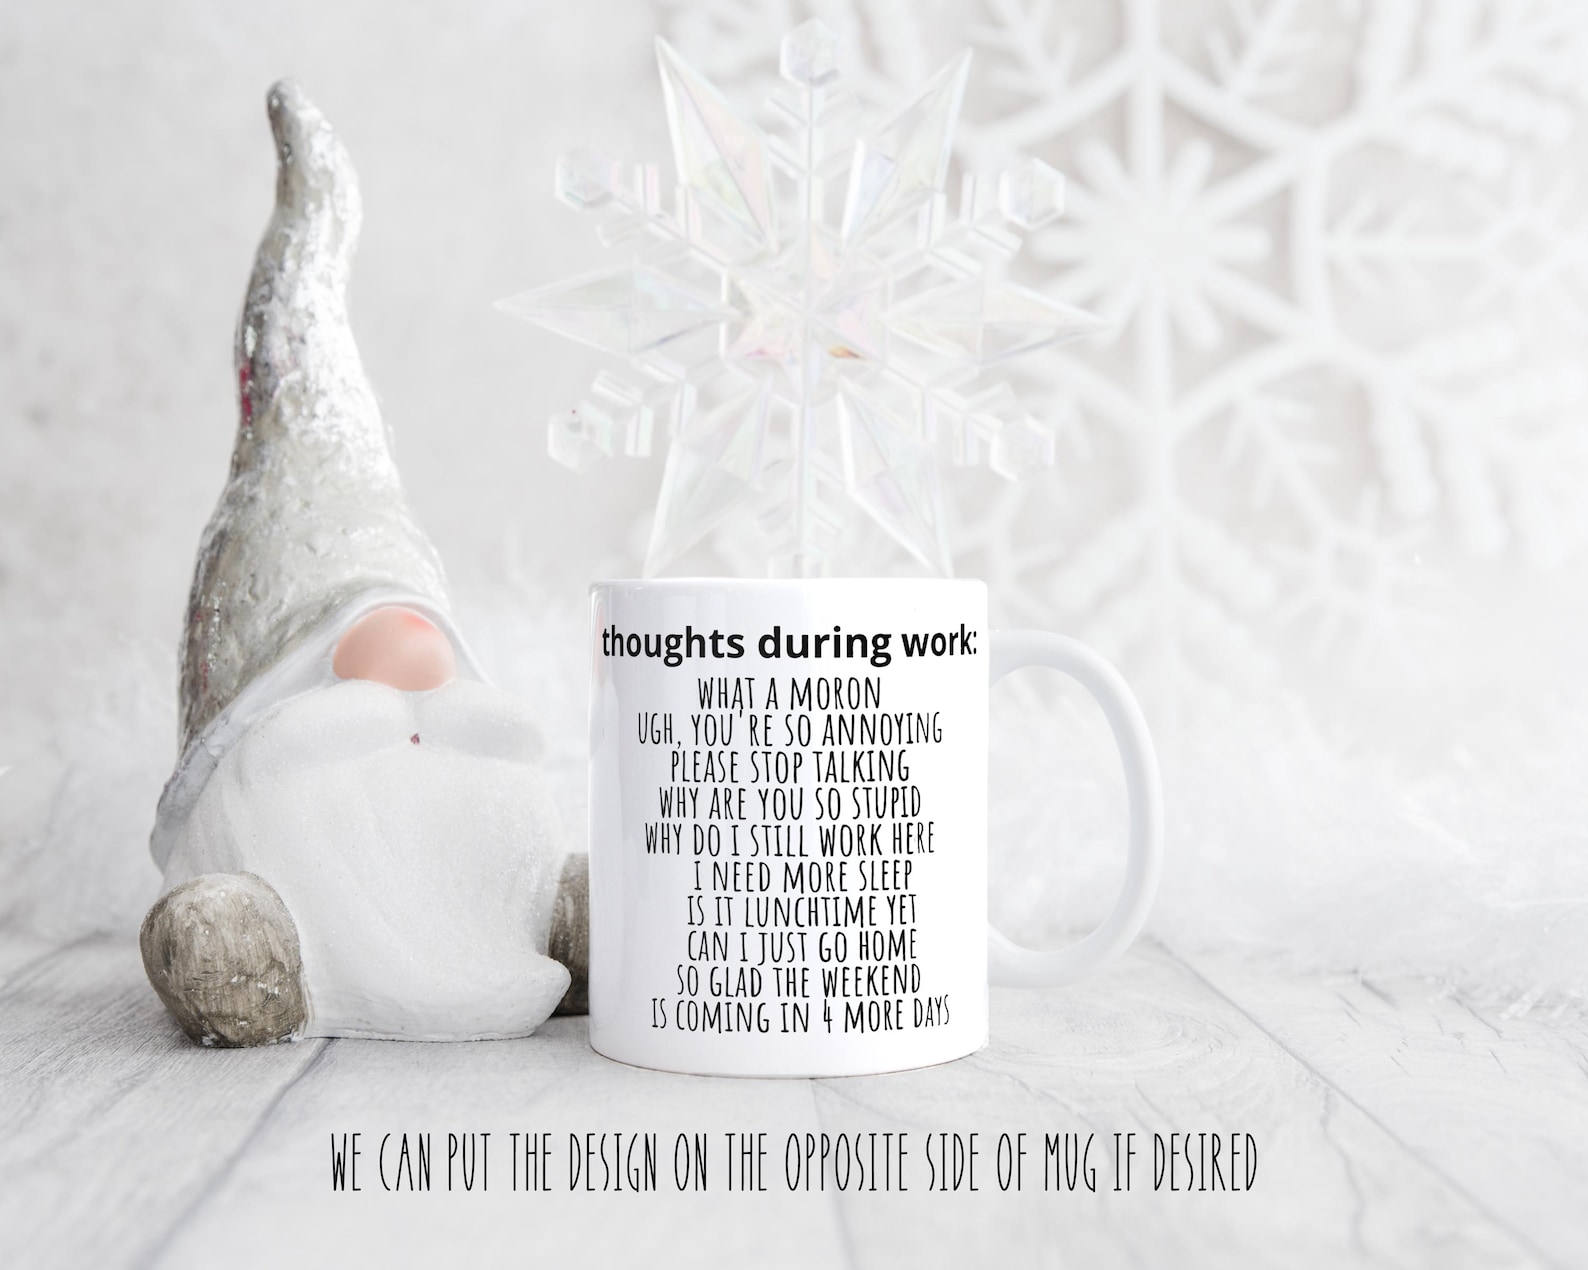 thoughts during work:
WHAT A MORON
UGH, YOU'RE SO ANNOYING
PLEASE STOP TALKING
WHY ARE YOU SO STUPID
WHY DO I STILL WORK HERE
I NEED MORE SLEEP
IS IT LUNCHTIME YET
CAN I JUST GO HOME
SO GLAD THE WEEKEND
IS COMING IN 4 MORE DAYS
WE CAN PUT THE DESIGN ON THE OPPOSITE SIDE OF MUG IF DESIRED